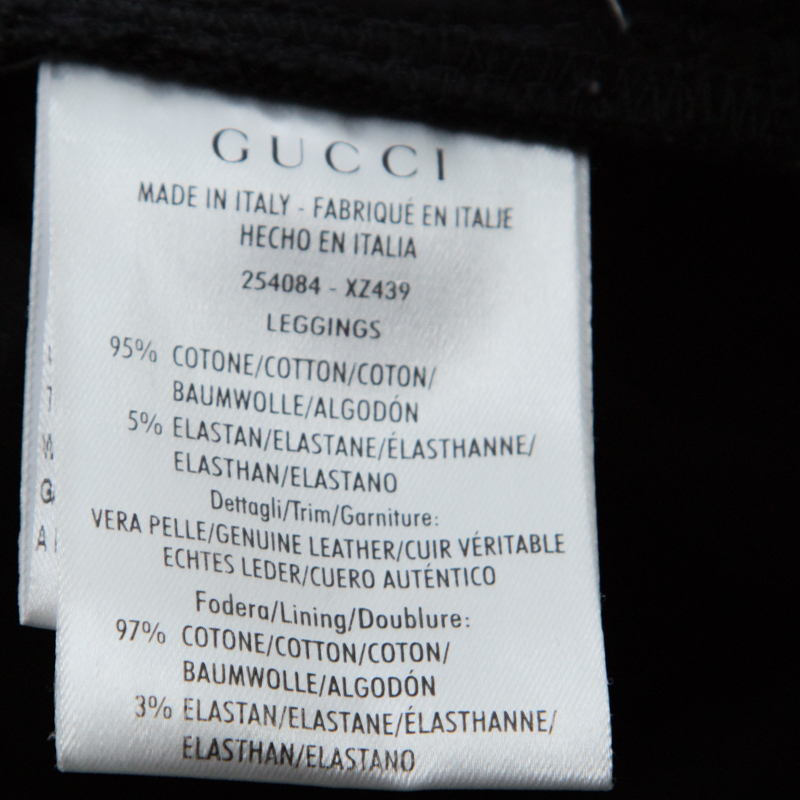 GUCCI
MADE IN ITALY - FABRIQUÉ EN ITALIE
HECHO EN ITALIA
254084 - XZ439
LEGGINGS
95% COTONE/COTTON/COTON/
BAUMWOLLE/ALGODÓN
5% ELASTAN/ELASTANE/ÉLASTHANNE/
ELASTHAN/ELASTANO
Dettagli/Trim/Garniture:
VERA PELLE/GENUINE LEATHER/CUIR VÉRITABLE
ECHTES LEDER/CUERO AUTÉNTICO
Fodera/Lining/Doublure:
97% COTONE/COTTON/COTON/
BAUMWOLLE/ALGODÓN
3% ELASTAN/ELASTANE/ÉLASTHANNE/
ELASTHAN/ELASTANO